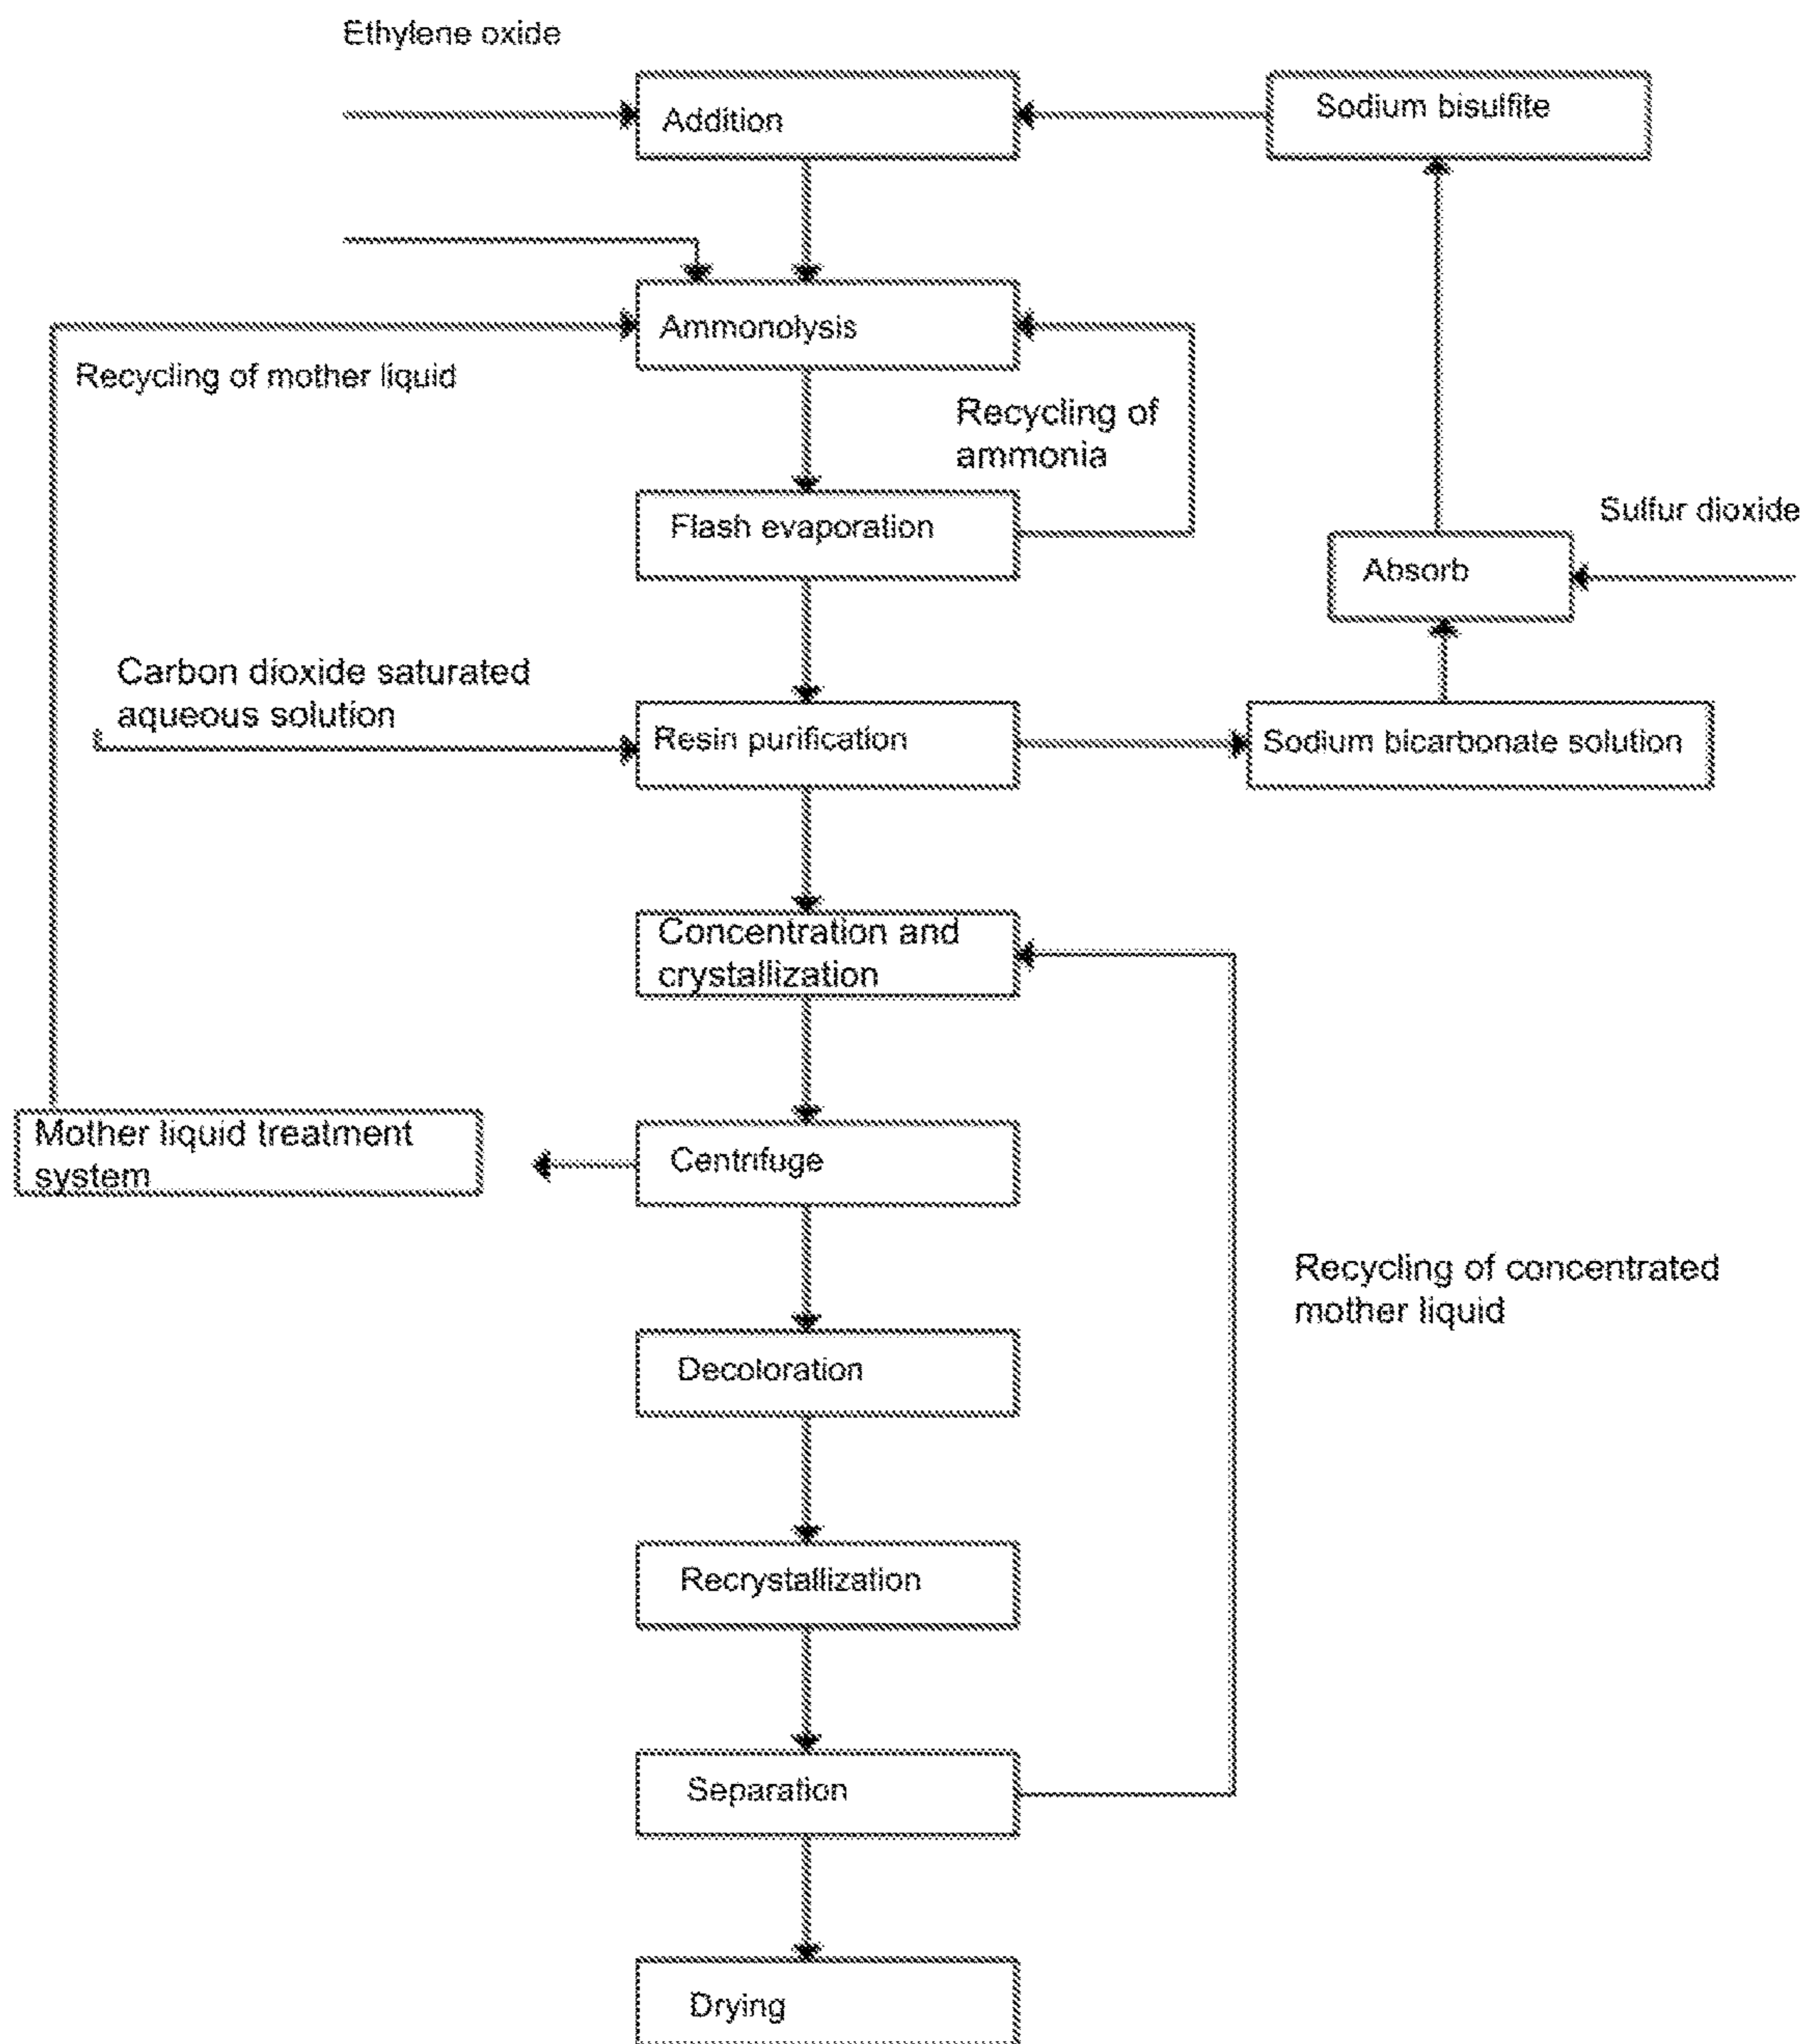 Ethylene oxide
Addition
Sodium bisulfite
Ammonolysis
Recycling of mother liquid
Recycling of
ammonia
Flash evaporation
Sulfur dioxide
Absorb
Carbon dioxide saturated
aqueous solution
Resin purification
Sodium bicarbonate solution
Concentration and
crystallization
Mother liquid treatment
system
Centrifuge
Recycling of concentrated
mother liquid
Decoloration
Recrystallization
Separation
Drying